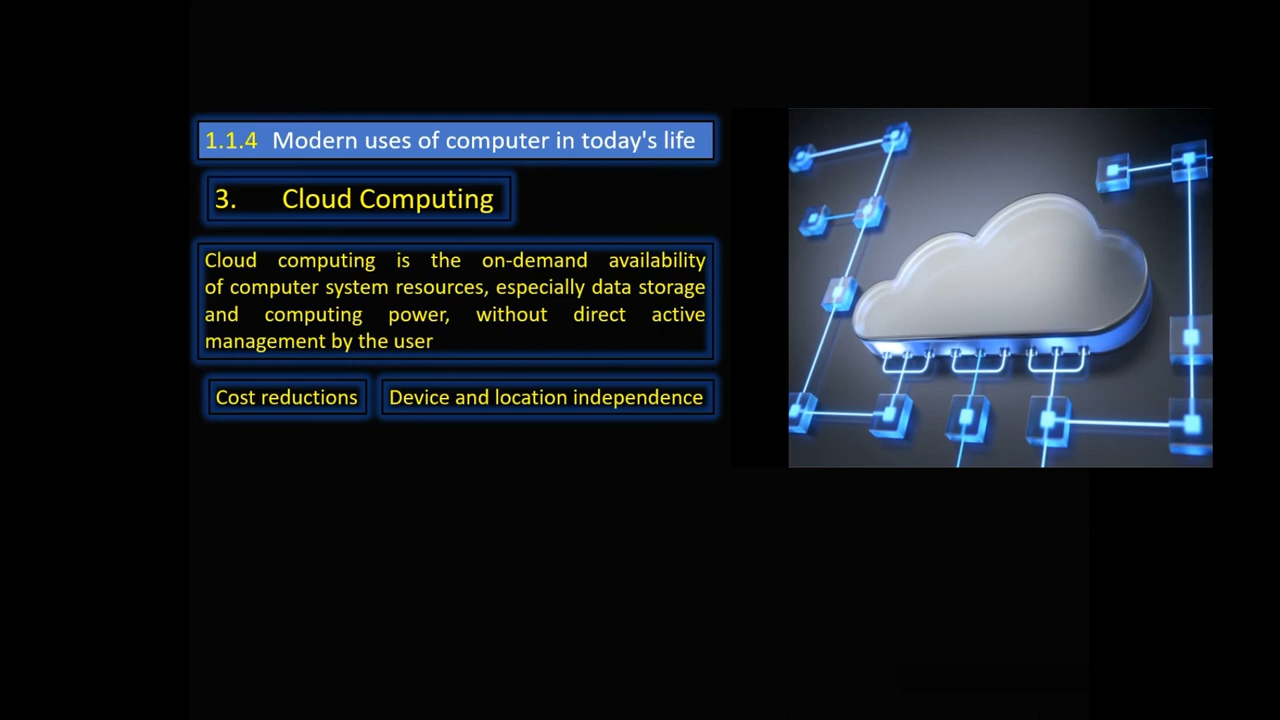 1.1.4 Modern uses of computer in today's life
3. Cloud Computing
Cloud computing is the on-demand availability
of computer system resources, especially data storage
and computing power, without direct active
management by the user
Cost reductions
Device and location independence